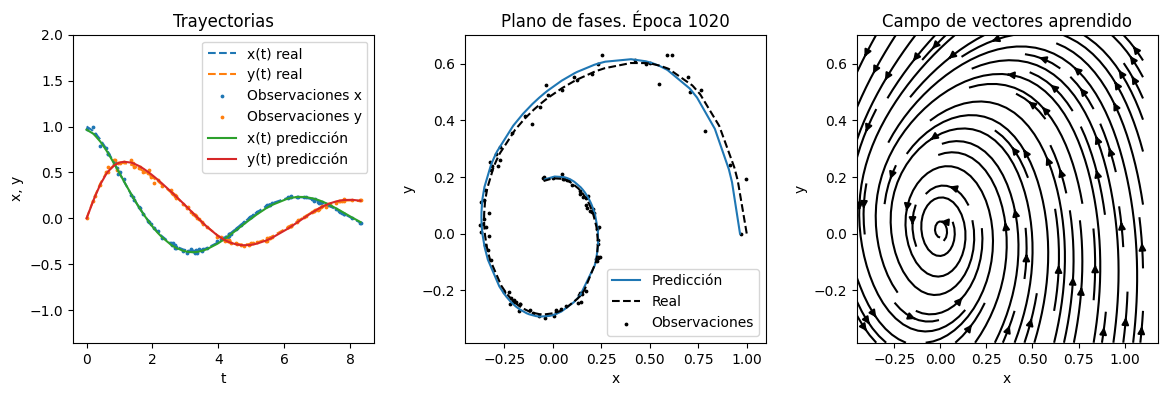 Trayectorias
x, y
2.0
1.5
1.0
0.5
0.0
−0.5
−1.0
0
2
4
6
8
t
x(t) real
y(t) real
Observaciones x
Observaciones y
x(t) predicción
y(t) predicción
Plano de fases. Época 1020
y
0.6
0.4
0.2
0.0
−0.2
−0.25
0.00
0.25
0.50
0.75
1.00
x
Predicción
Real
Observaciones
Campo de vectores aprendido
y
0.6
0.4
0.2
0.0
−0.2
−0.25
0.00
0.25
0.50
0.75
1.00
x